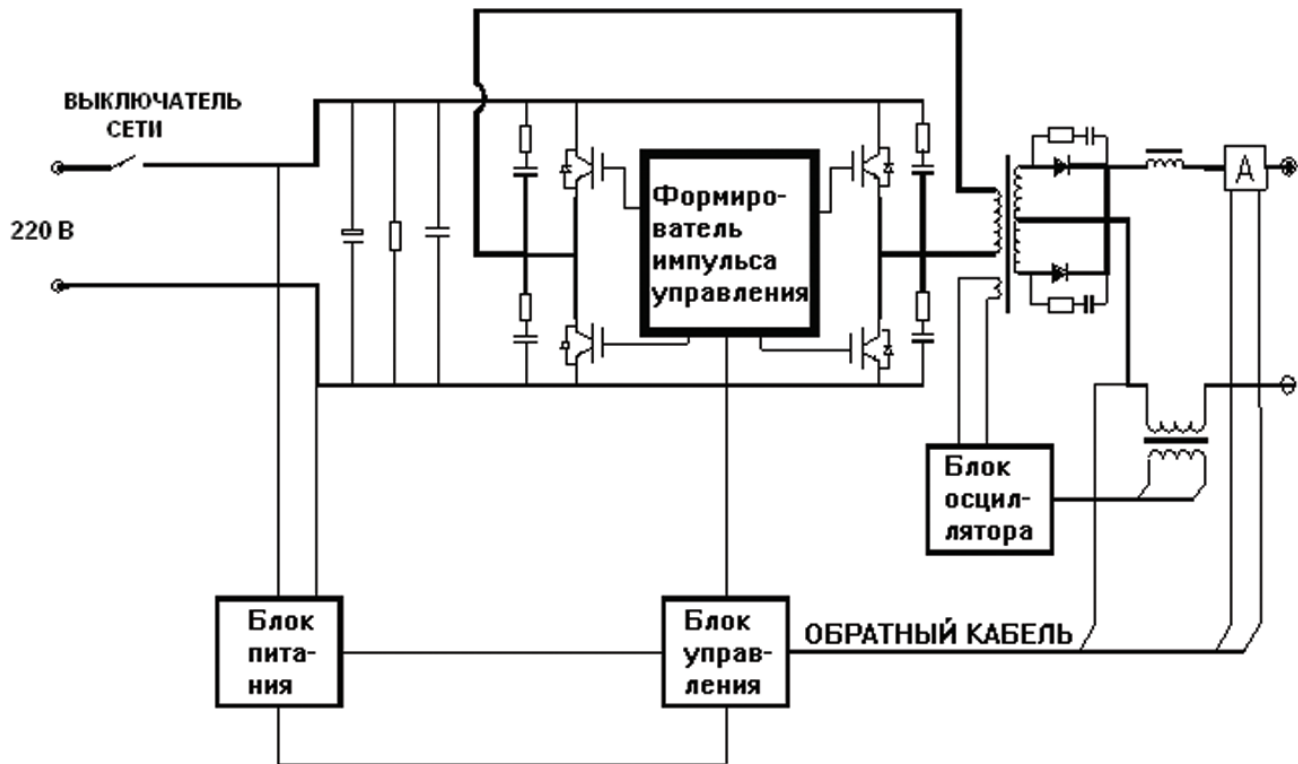 ВЫКЛЮЧАТЕЛЬ
СЕТИ
220 В
Формиро-
ватель
импульса
управления
А
Блок
осцил-
лятора
Блок
пита-
ния
Блок
управ-
ления
ОБРАТНЫЙ КАБЕЛЬ